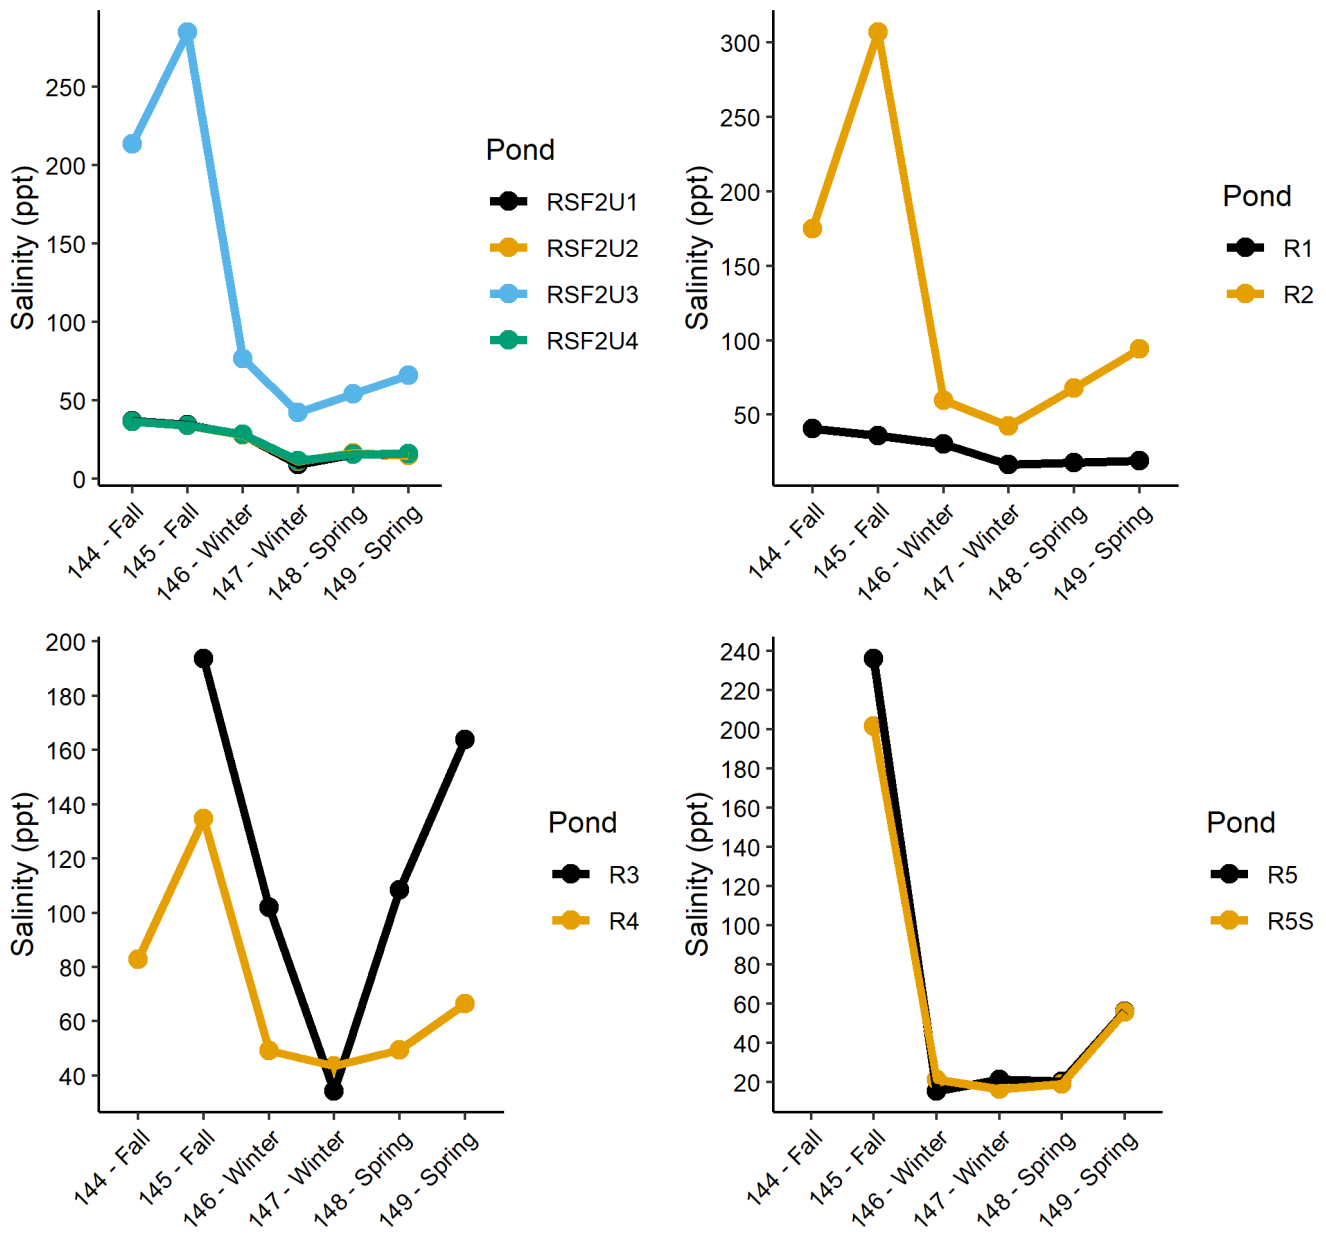 Salinity (ppt)
250
200
150
100
50
0
144 - Fall
145 - Fall
146 - Winter
147 - Winter
148 - Spring
149 - Spring
Pond
RSF2U1
RSF2U2
RSF2U3
RSF2U4
Salinity (ppt)
300
250
200
150
100
50
144 - Fall
145 - Fall
146 - Winter
147 - Winter
148 - Spring
149 - Spring
Pond
R1
R2
Salinity (ppt)
200
180
160
140
120
100
80
60
40
144 - Fall
145 - Fall
146 - Winter
147 - Winter
148 - Spring
149 - Spring
Pond
R3
R4
Salinity (ppt)
240
220
200
180
160
140
120
100
80
60
40
20
144 - Fall
145 - Fall
146 - Winter
147 - Winter
148 - Spring
149 - Spring
Pond
R5
R5S